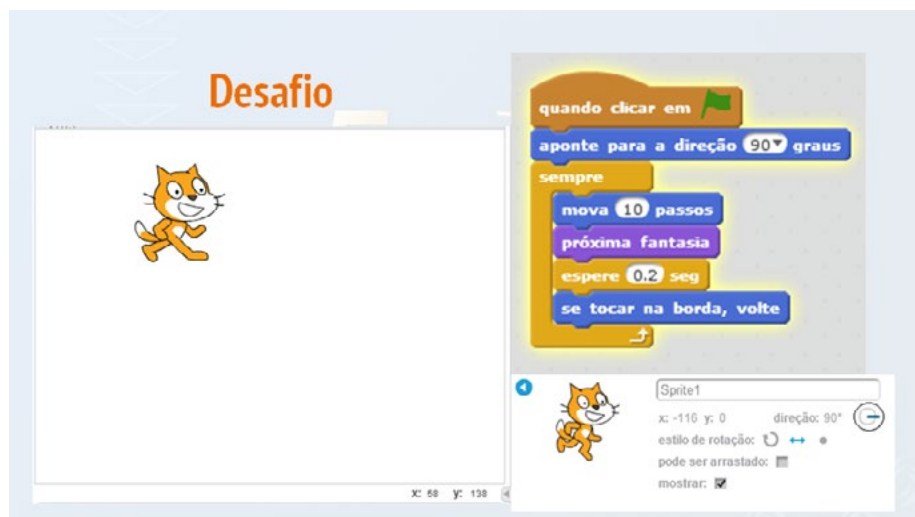 Desafio
quando clicar em
aponte para a direção 90 graus
sempre
mova 10 passos
próxima fantasia
espere 0.2 seg
se tocar na borda, volte
Sprite1
x: -116 y: 0 direção: 90°
estilo de rotação:
pode ser arrastado:
mostrar:
x: 58 y: 138